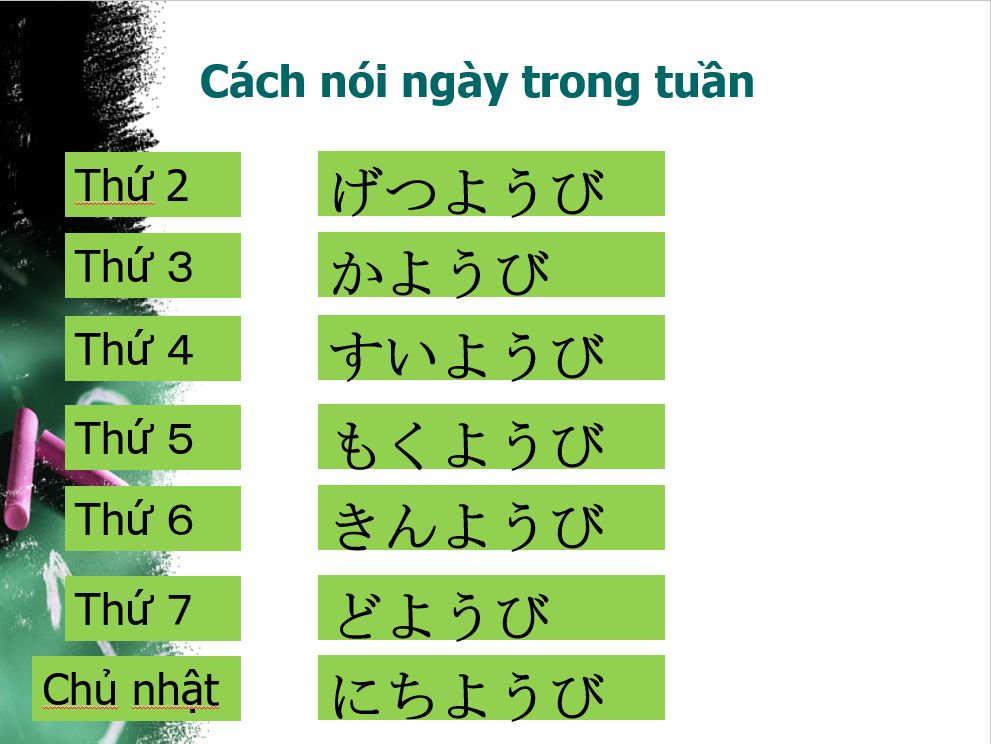 Cách nói ngày trong tuần
Thứ 2 げつようび
Thứ 3 かようび
Thứ 4 すいようび
Thứ 5 もくようび
Thứ 6 きんようび
Thứ 7 どようび
Chủ nhật にちようび